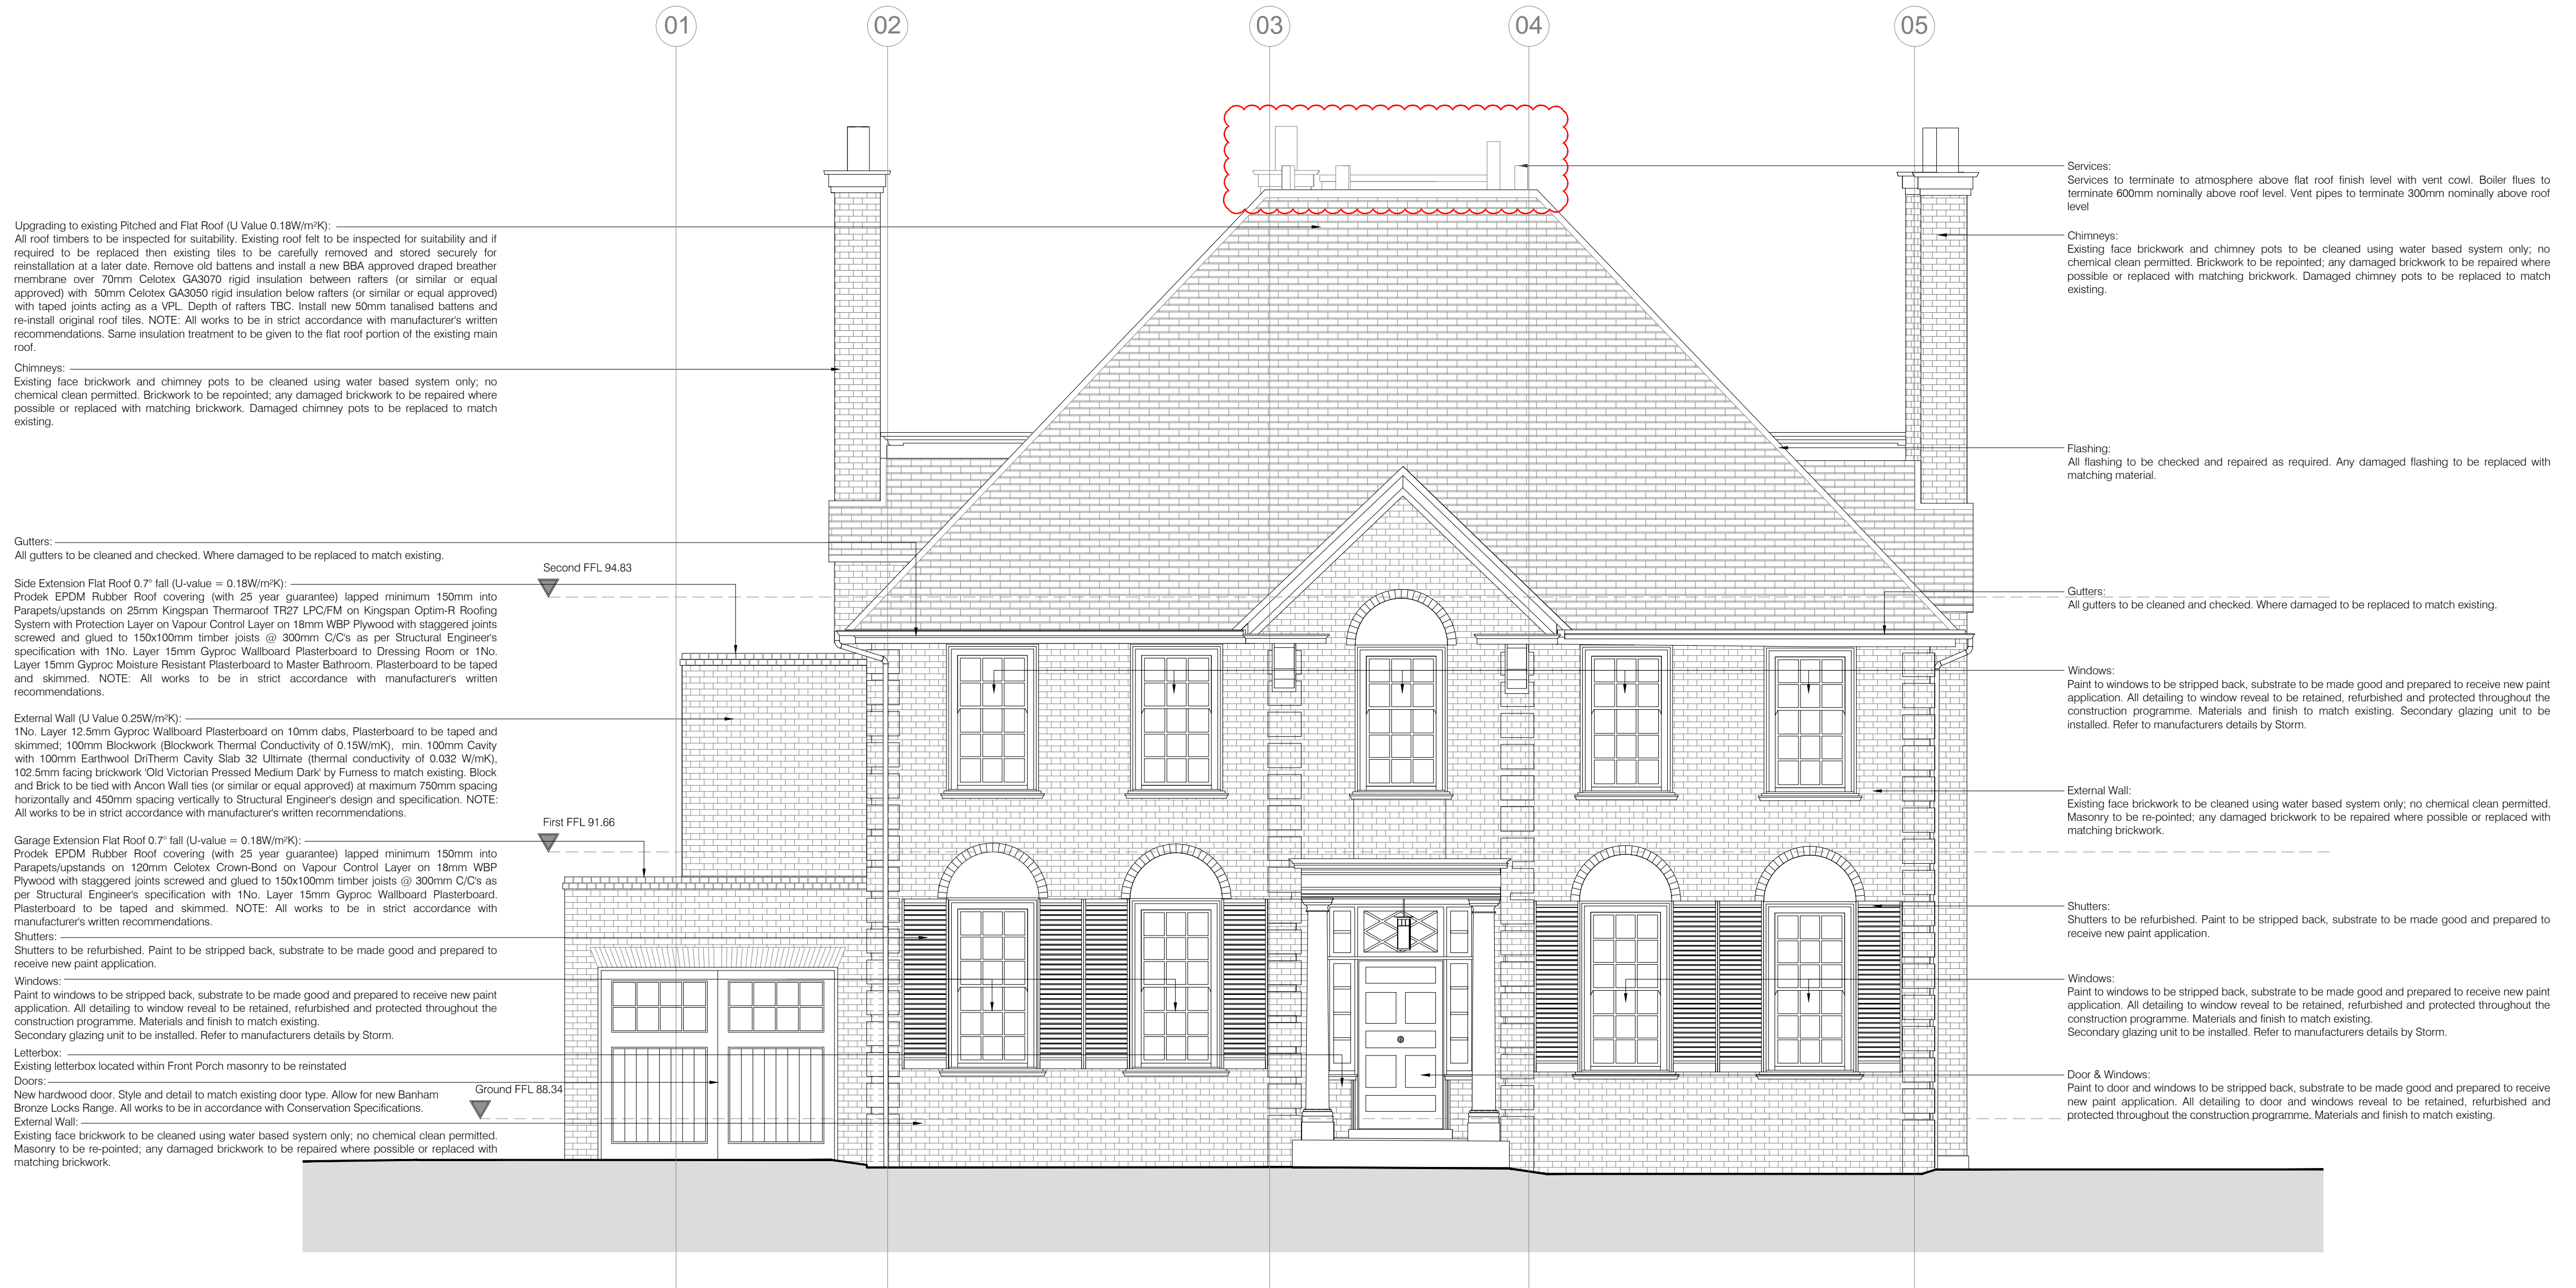 01
02
03
04
05
Upgrading to existing Pitched and Flat Roof (U Value 0.18W/m²K):
All roof timbers to be inspected for suitability. Existing roof felt to be inspected for suitability and if
required to be replaced then existing tiles to be carefully removed and stored securely for
reinstallation at a later date. Remove old battens and install a new BBA approved draped breather
membrane over 70mm Celotex GA3070 rigid insulation between rafters (or similar or equal
approved) with 50mm Celotex GA3050 rigid insulation below rafters (or similar or equal approved)
with taped joints acting as a VPL. Depth of rafters TBC. Install new 50mm tanalised battens and
re-install original roof tiles. NOTE: All works to be in strict accordance with manufacturer's written
recommendations. Same insulation treatment to be given to the flat roof portion of the existing main
roof.
Chimneys:
Existing face brickwork and chimney pots to be cleaned using water based system only; no
chemical clean permitted. Brickwork to be repointed; any damaged brickwork to be repaired where
possible or replaced with matching brickwork. Damaged chimney pots to be replaced to match
existing.
Gutters:
All gutters to be cleaned and checked. Where damaged to be replaced to match existing.
Side Extension Flat Roof 0.7° fall (U-value = 0.18W/m²K):
Prodek EPDM Rubber Roof covering (with 25 year guarantee) lapped minimum 150mm into
Parapets/upstands on 25mm Kingspan Thermaroof TR27 LPC/FM on Kingspan Optim-R Roofing
System with Protection Layer on Vapour Control Layer on 18mm WBP Plywood with staggered joints
screwed and glued to 150x100mm timber joists @ 300mm C/C's as per Structural Engineer's
specification with 1No. Layer 15mm Gyproc Wallboard Plasterboard to Dressing Room or 1No.
Layer 15mm Gyproc Moisture Resistant Plasterboard to Master Bathroom. Plasterboard to be taped
and skimmed. NOTE: All works to be in strict accordance with manufacturer's written
recommendations.
External Wall (U Value 0.25W/m²K):
1No. Layer 12.5mm Gyproc Wallboard Plasterboard on 10mm dabs, Plasterboard to be taped and
skimmed; 100mm Blockwork (Blockwork Thermal Conductivity of 0.15W/mK), min. 100mm Cavity
with 100mm Earthwool DriTherm Cavity Slab 32 Ultimate (thermal conductivity of 0.032 W/mK),
102.5mm facing brickwork 'Old Victorian Pressed Medium Dark' by Furness to match existing. Block
and Brick to be tied with Ancon Wall ties (or similar or equal approved) at maximum 750mm spacing
horizontally and 450mm spacing vertically to Structural Engineer's design and specification. NOTE:
All works to be in strict accordance with manufacturer's written recommendations.
Garage Extension Flat Roof 0.7° fall (U-value = 0.18W/m²K):
Prodek EPDM Rubber Roof covering (with 25 year guarantee) lapped minimum 150mm into
Parapets/upstands on 120mm Celotex Crown-Bond on Vapour Control Layer on 18mm WBP
Plywood with staggered joints screwed and glued to 150x100mm timber joists @ 300mm C/C's as
per Structural Engineer's specification with 1No. Layer 15mm Gyproc Wallboard Plasterboard.
Plasterboard to be taped and skimmed. NOTE: All works to be in strict accordance with
manufacturer's written recommendations.
Shutters:
Shutters to be refurbished. Paint to be stripped back, substrate to be made good and prepared to
receive new paint application.
Windows:
Paint to windows to be stripped back, substrate to be made good and prepared to receive new paint
application. All detailing to window reveal to be retained, refurbished and protected throughout the
construction programme. Materials and finish to match existing.
Secondary glazing unit to be installed. Refer to manufacturers details by Storm.
Letterbox:
Existing letterbox located within Front Porch masonry to be reinstated
Doors:
New hardwood door. Style and detail to match existing door type. Allow for new Banham
Bronze Locks Range. All works to be in accordance with Conservation Specifications.
External Wall:
Existing face brickwork to be cleaned using water based system only; no chemical clean permitted.
Masonry to be re-pointed; any damaged brickwork to be repaired where possible or replaced with
matching brickwork.
Second FFL 94.83
First FFL 91.66
Ground FFL 88.34
Services:
Services to terminate to atmosphere above flat roof finish level with vent cowl. Boiler flues to
terminate 600mm nominally above roof level. Vent pipes to terminate 300mm nominally above roof
level
Chimneys:
Existing face brickwork and chimney pots to be cleaned using water based system only; no
chemical clean permitted. Brickwork to be repointed; any damaged brickwork to be repaired where
possible or replaced with matching brickwork. Damaged chimney pots to be replaced to match
existing.
Flashing:
All flashing to be checked and repaired as required. Any damaged flashing to be replaced with
matching material.
Gutters:
All gutters to be cleaned and checked. Where damaged to be replaced to match existing.
Windows:
Paint to windows to be stripped back, substrate to be made good and prepared to receive new paint
application. All detailing to window reveal to be retained, refurbished and protected throughout the
construction programme. Materials and finish to match existing. Secondary glazing unit to be
installed. Refer to manufacturers details by Storm.
External Wall:
Existing face brickwork to be cleaned using water based system only; no chemical clean permitted.
Masonry to be re-pointed; any damaged brickwork to be repaired where possible or replaced with
matching brickwork.
Shutters:
Shutters to be refurbished. Paint to be stripped back, substrate to be made good and prepared to
receive new paint application.
Windows:
Paint to windows to be stripped back, substrate to be made good and prepared to receive new paint
application. All detailing to window reveal to be retained, refurbished and protected throughout the
construction programme. Materials and finish to match existing.
Secondary glazing unit to be installed. Refer to manufacturers details by Storm.
Door & Windows:
Paint to door and windows to be stripped back, substrate to be made good and prepared to receive
new paint application. All detailing to door and windows reveal to be retained, refurbished and
protected throughout the construction programme. Materials and finish to match existing.